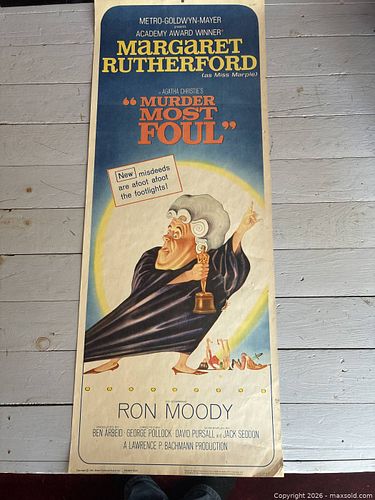 METRO-GOLDWYN-MAYER
presents
ACADEMY AWARD WINNER
MARGARET
RUTHERFORD
(as Miss Marple)
in AGATHA CHRISTIE'S
"MURDER
MOST
FOUL"
New misdeeds
are afoot afoot
the footlights!
RON MOODY
BEN ARBEID GEORGE POLLOCK DAVID PURSALL and JACK SEDDON
A LAWRENCE P. BACHMANN PRODUCTION
Copyright © 2026 - maxsold.com